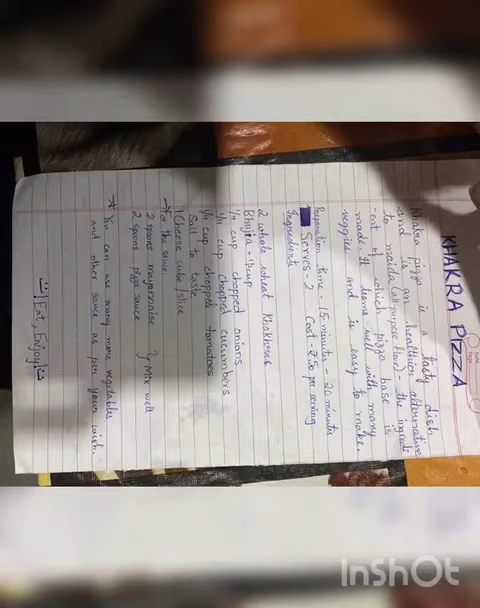 KHAKRA PIZZA
Khakra pizza is a tasty dish
and is an healthier alternative
to maida (all purpose flour) - the ingredi
-ent of which pizza base is
made. It blends well with many
veggies and is easy to make.
Preparation time - 15 minutes - 20 minutes
Serves - 2 Cost - ₹50 per serving
Ingredients
2 whole wheat Khakhras
Bhujia - 1 cup
1/4 cup chopped onions
1/4 cup chopped cucumbers
1/4 cup chopped tomatoes
Salt to taste
1 Cheese cube / slice
→ For the sauce:
2 spoons mayonnaise
2 spoons pizza sauce } Mix well
* You can use many more vegetables
and other sauce as per your wish.
Eat, Enjoy!
InShOt